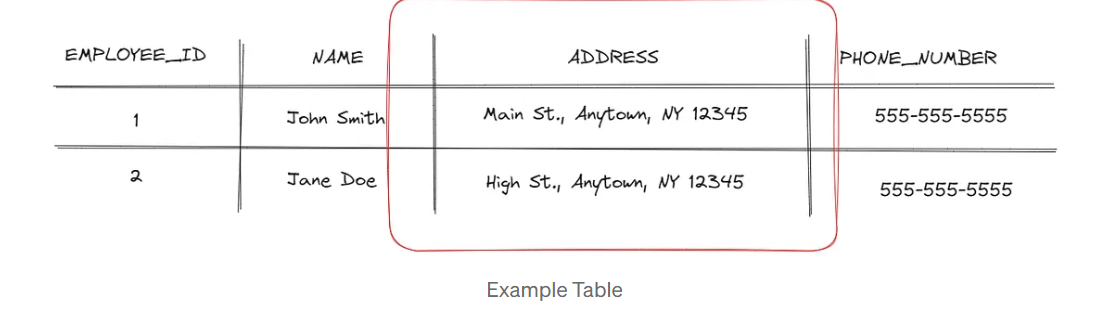 EMPLOYEE_ID NAME ADDRESS PHONE_NUMBER
1 John Smith Main St., Anytown, NY 12345 555-555-5555
2 Jane Doe High St., Anytown, NY 12345 555-555-5555
Example Table